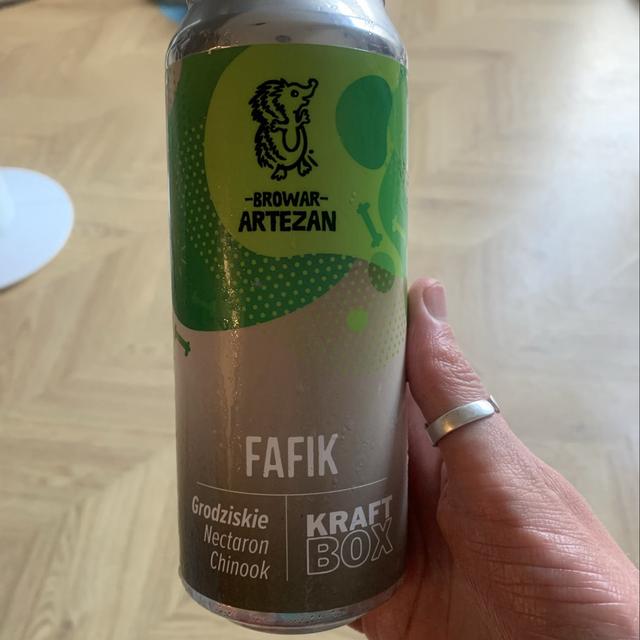 -BROWAR-
ARTEZAN
FAFIK
Grodziskie
Nectaron
Chinook
KRAFT
BOX